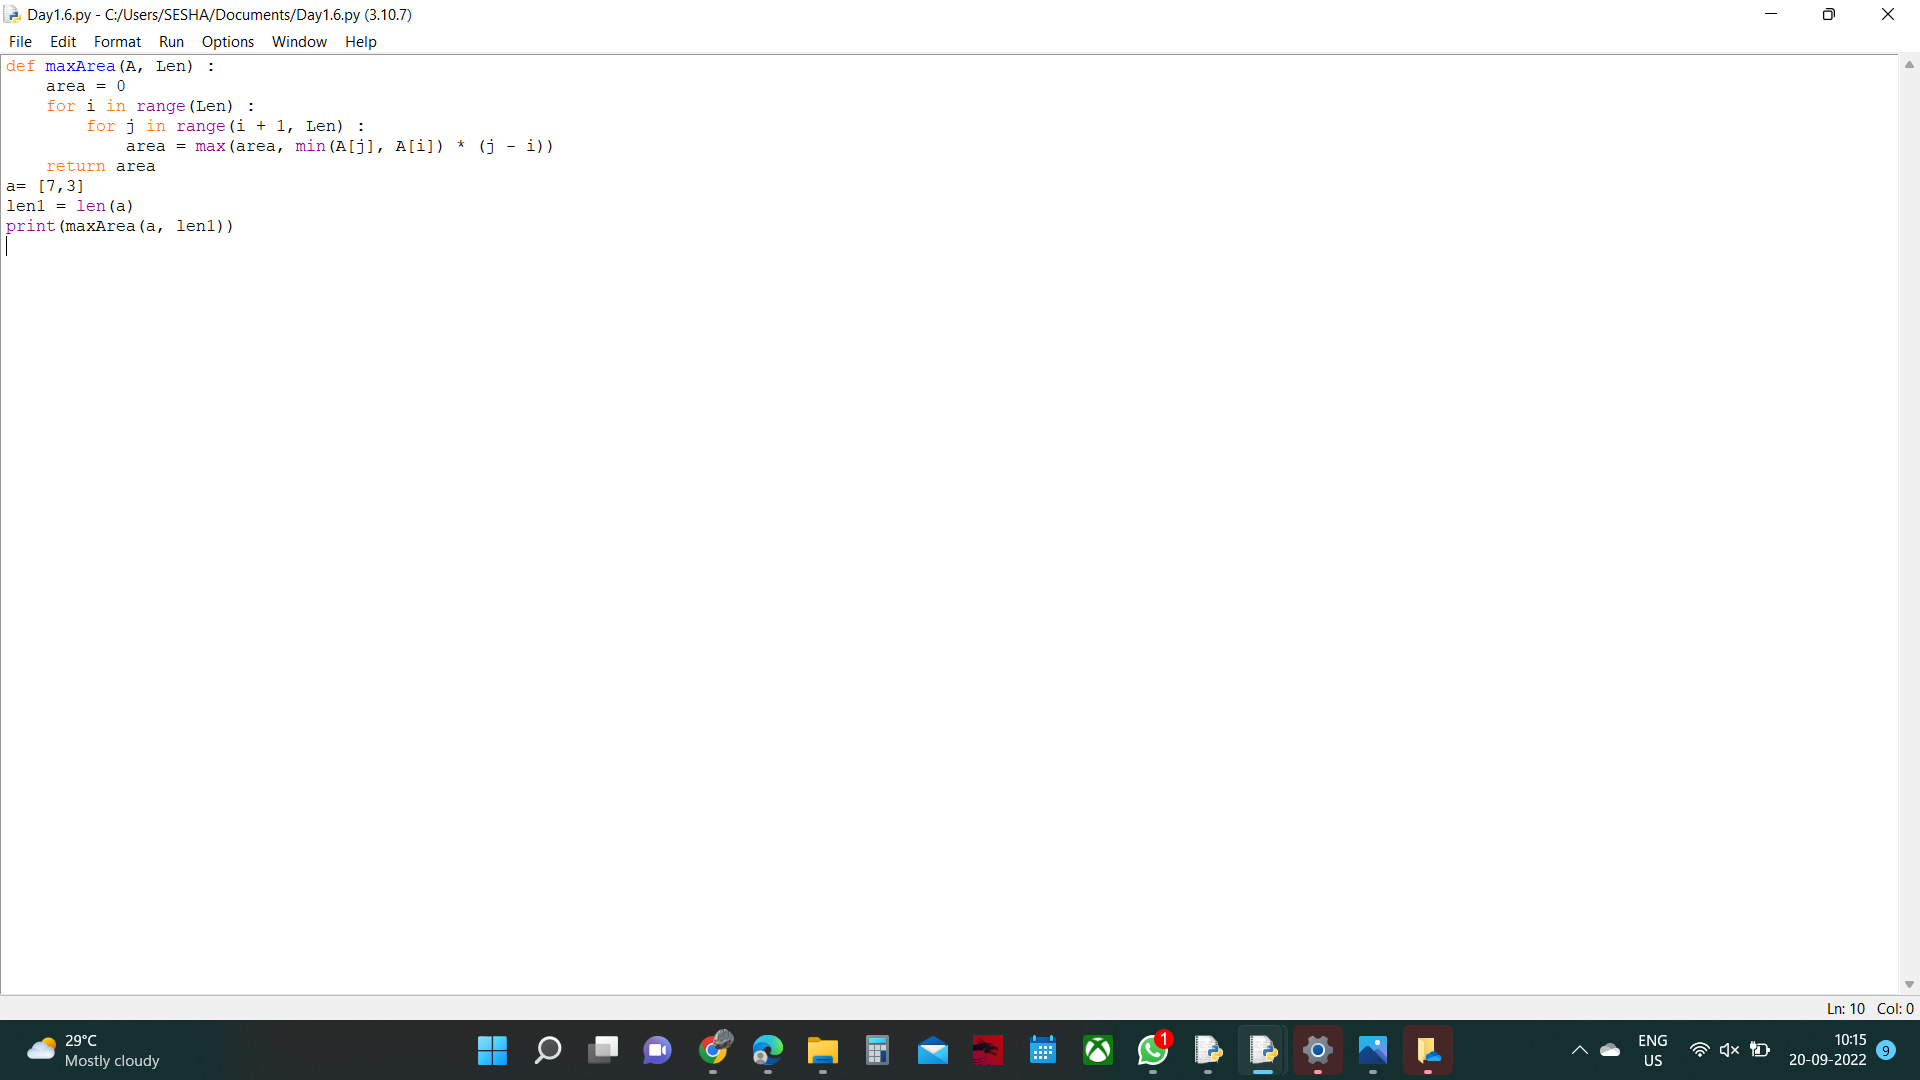 Day1.6.py - C:/Users/SESHA/Documents/Day1.6.py (3.10.7)
File Edit Format Run Options Window Help
def maxArea(A, Len) :
    area = 0
    for i in range(Len) :
        for j in range(i + 1, Len) :
            area = max(area, min(A[j], A[i]) * (j - i))
    return area
a= [7,3]
len1 = len(a)
print(maxArea(a, len1))
Ln: 10 Col: 0
29°C
Mostly cloudy
1
ENG
US
10:15
20-09-2022
9